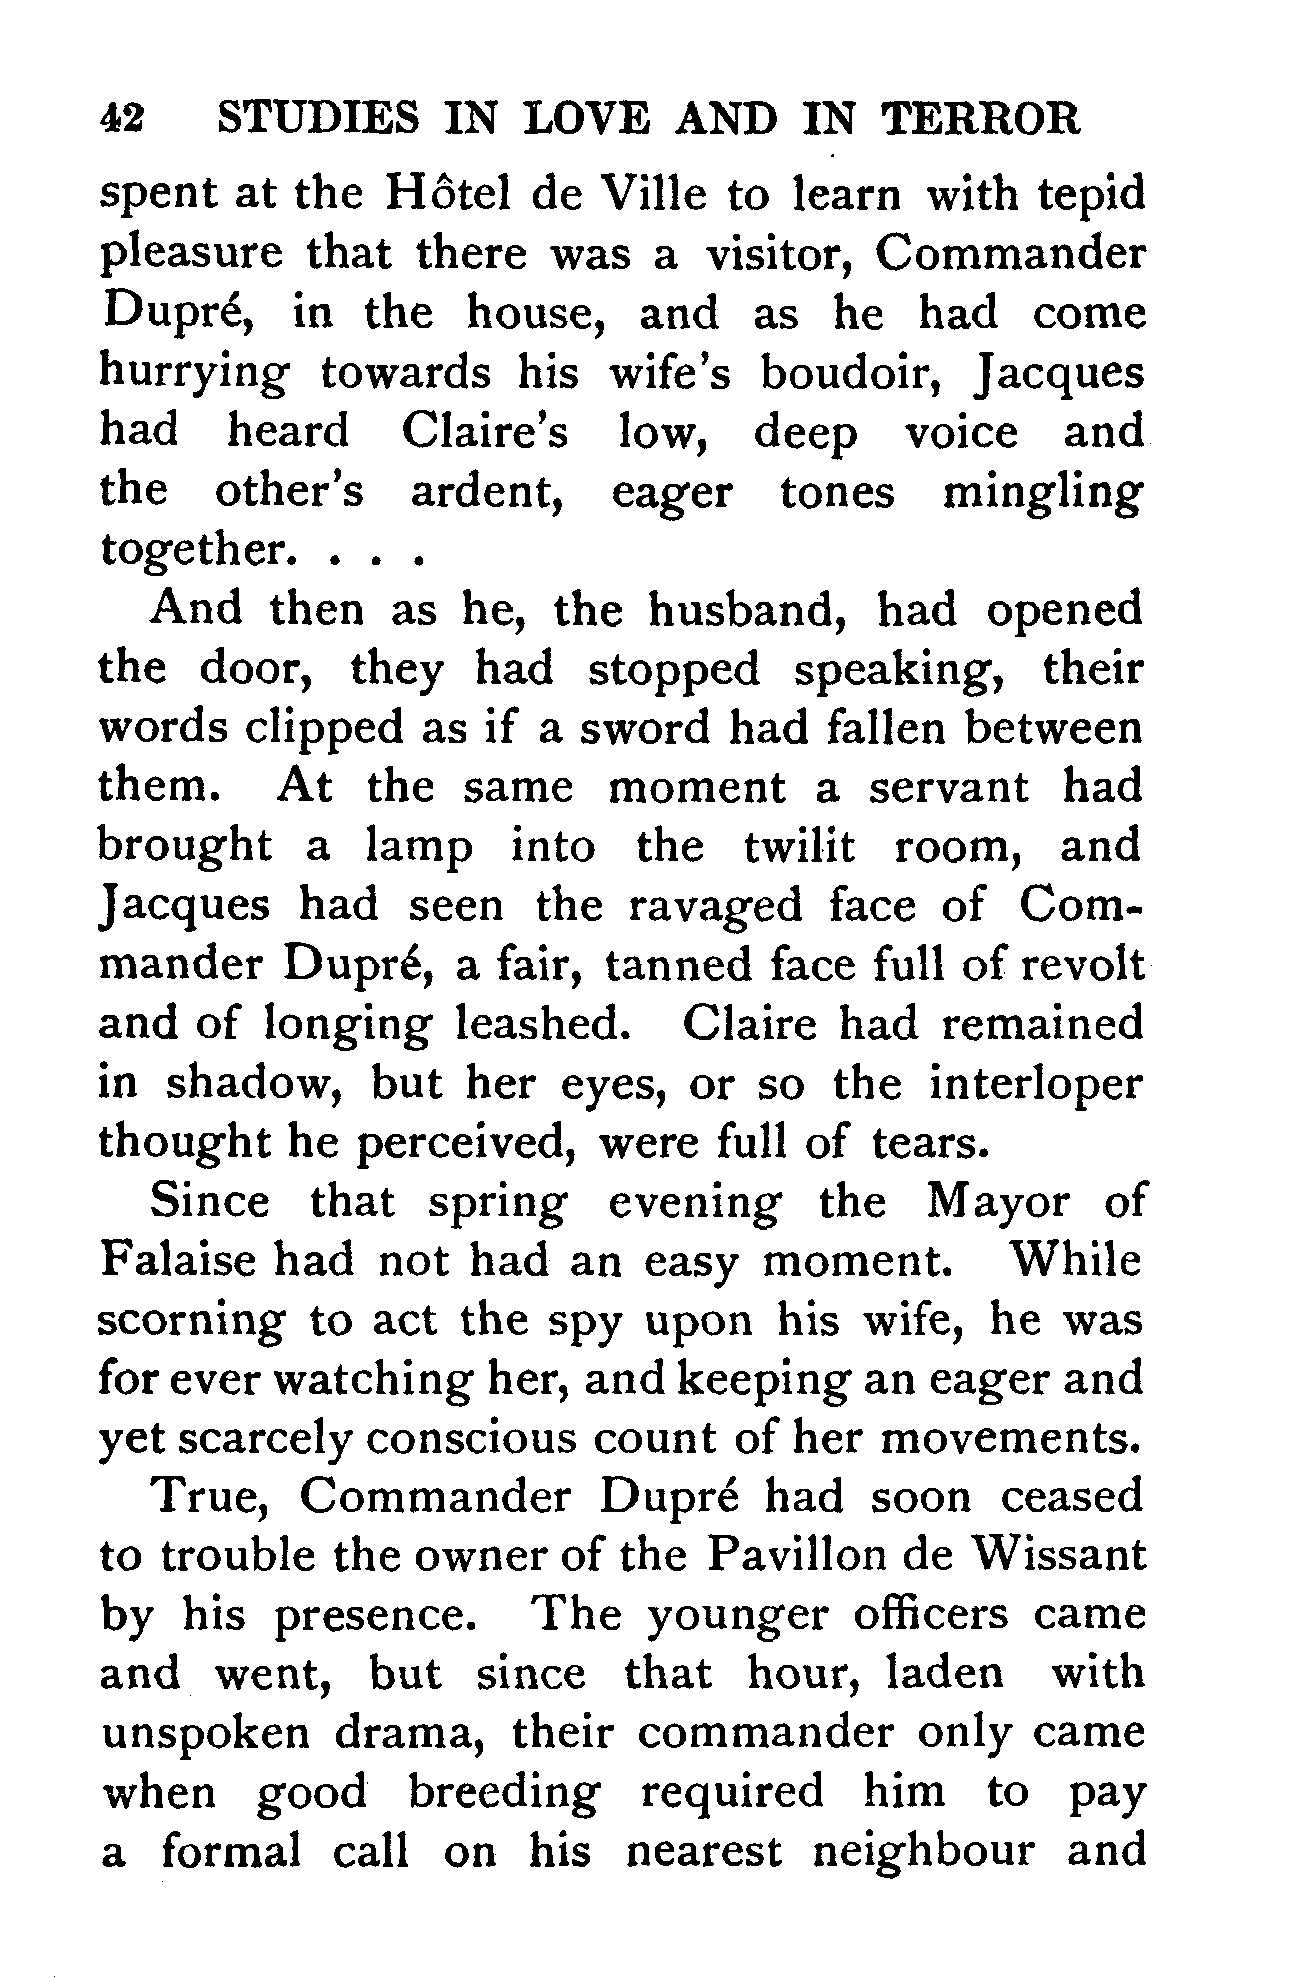 42 STUDIES IN LOVE AND IN TERROR
spent at the Hôtel de Ville to learn with tepid
pleasure that there was a visitor, Commander
Dupré, in the house, and as he had come
hurrying towards his wife's boudoir, Jacques
had heard Claire's low, deep voice and
the other's ardent, eager tones mingling
together. . . .
And then as he, the husband, had opened
the door, they had stopped speaking, their
words clipped as if a sword had fallen between
them. At the same moment a servant had
brought a lamp into the twilit room, and
Jacques had seen the ravaged face of Com-
mander Dupré, a fair, tanned face full of revolt
and of longing leashed. Claire had remained
in shadow, but her eyes, or so the interloper
thought he perceived, were full of tears.
Since that spring evening the Mayor of
Falaise had not had an easy moment. While
scorning to act the spy upon his wife, he was
for ever watching her, and keeping an eager and
yet scarcely conscious count of her movements.
True, Commander Dupré had soon ceased
to trouble the owner of the Pavillon de Wissant
by his presence. The younger officers came
and went, but since that hour, laden with
unspoken drama, their commander only came
when good breeding required him to pay
a formal call on his nearest neighbour and